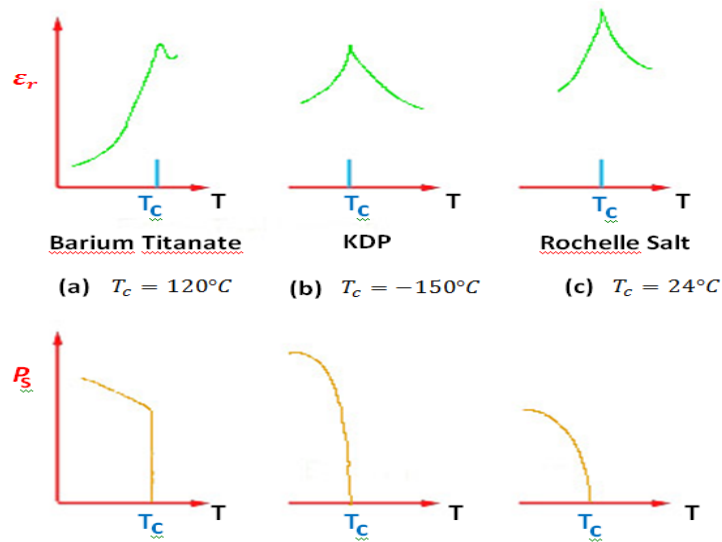 εr
T T T
TC TC TC
Barium Titanate KDP Rochelle Salt
(a) Tc = 120°C (b) Tc = −150°C (c) Tc = 24°C
PS
T T T
TC TC TC